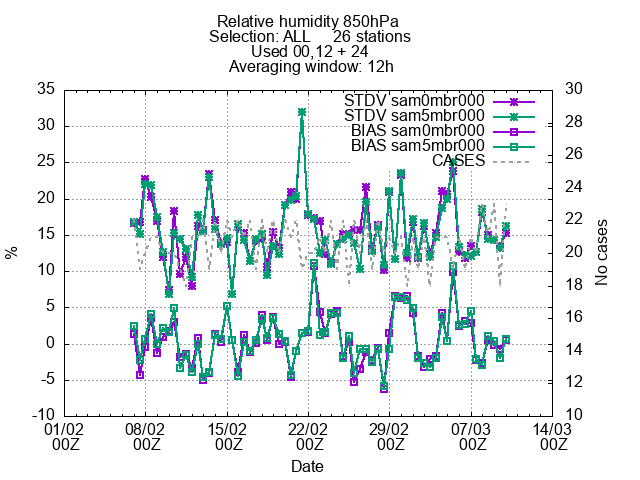 Relative humidity 850hPa
Selection: ALL 26 stations
Used 00,12 + 24
Averaging window: 12h
STDV sam0mbr000
STDV sam5mbr000
BIAS sam0mbr000
BIAS sam5mbr000
CASES
35
30
25
20
15
10
5
0
-5
-10
%
30
28
26
24
22
20
18
16
14
12
10
No cases
01/02 08/02 15/02 22/02 29/02 07/03 14/03
00Z 00Z 00Z 00Z 00Z 00Z 00Z
Date